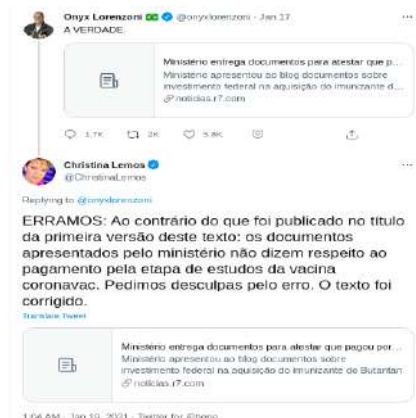 Onyx Lorenzoni @onyxlorenzoni · Jan 17
A VERDADE.
Ministério entrega documentos para atestar que p...
Ministério apresentou ao blog documentos sobre
investimento federal na aquisição do imunizante d...
noticias.r7.com
1.7K 2K 5.8K
Christina Lemos
@ChristinaLemos
Replying to @onyxlorenzoni
ERRAMOS: Ao contrário do que foi publicado no título
da primeira versão deste texto: os documentos
apresentados pelo ministério não dizem respeito ao
pagamento pela etapa de estudos da vacina
coronavac. Pedimos desculpas pelo erro. O texto foi
corrigido.
Translate Tweet
Ministério entrega documentos para atestar que pagou por...
Ministério apresentou ao blog documentos sobre
investimento federal na aquisição do imunizante do Butantan
noticias.r7.com
1:04 AM · Jan 19, 2021 · Twitter for iPhone